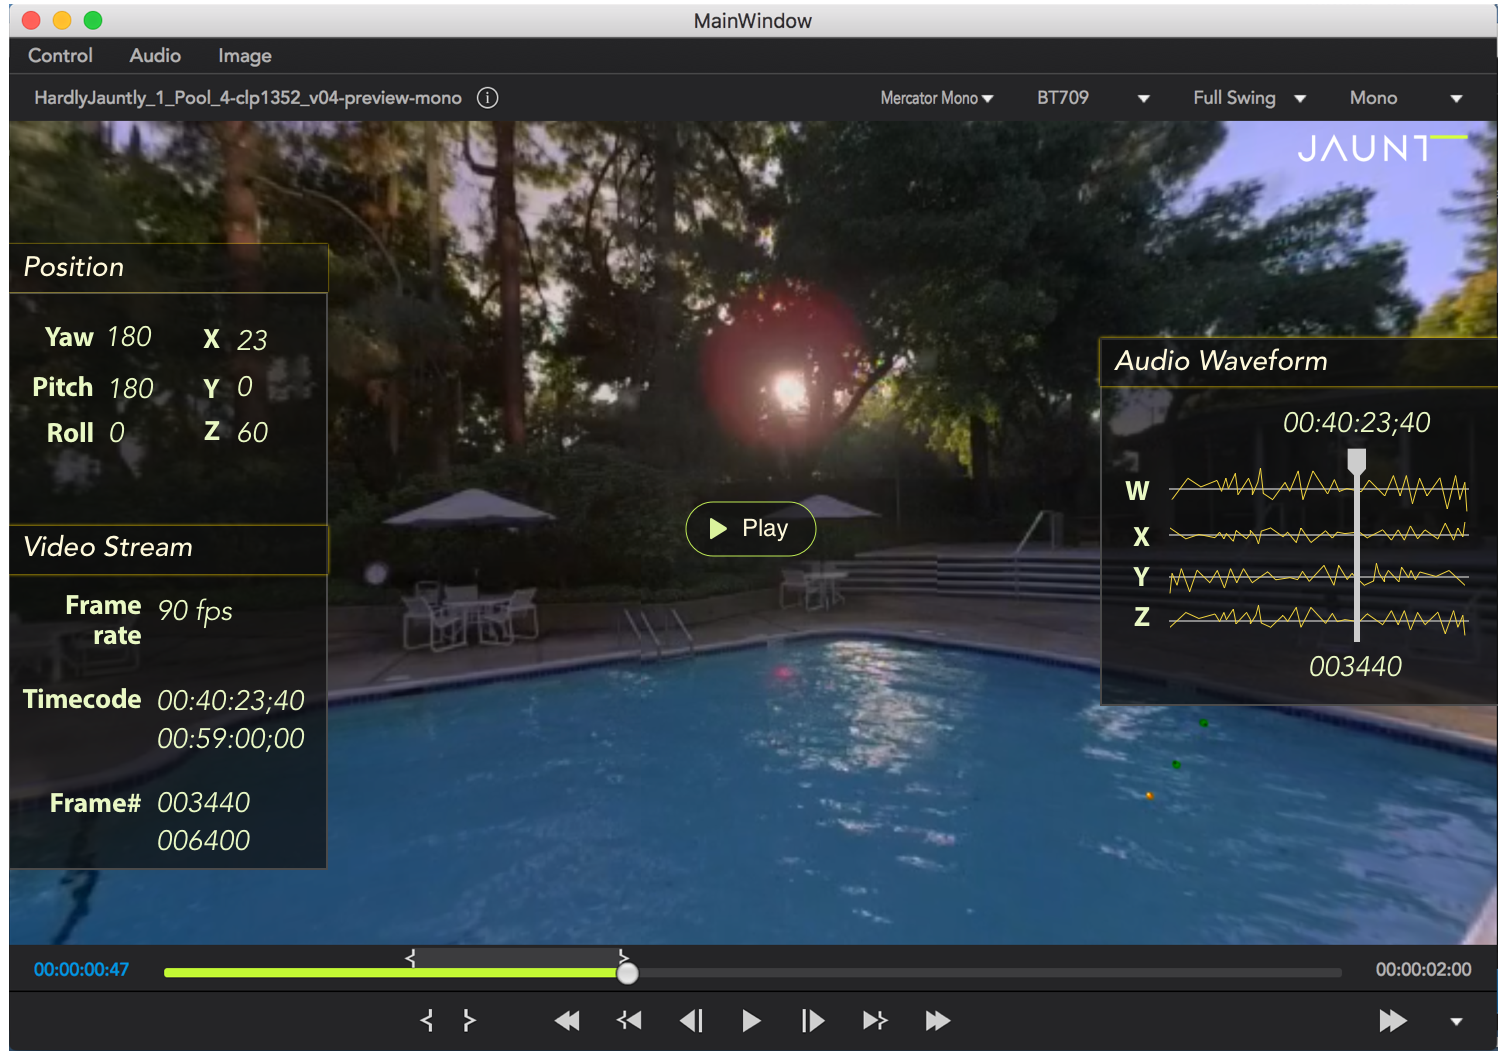 MainWindow
Control Audio Image
HardlyJauntly_1_Pool_4-clp1352_v04-preview-mono i Mercator Mono BT709 Full Swing Mono
JAUNT
Position
Yaw 180 X 23
Pitch 180 Y 0
Roll 0 Z 60
Video Stream
Frame
rate 90 fps
Timecode 00:40:23;40
00:59:00;00
Frame# 003440
006400
Play
Audio Waveform
00:40:23;40
W
X
Y
Z
003440
00:00:00:47 00:00:02:00